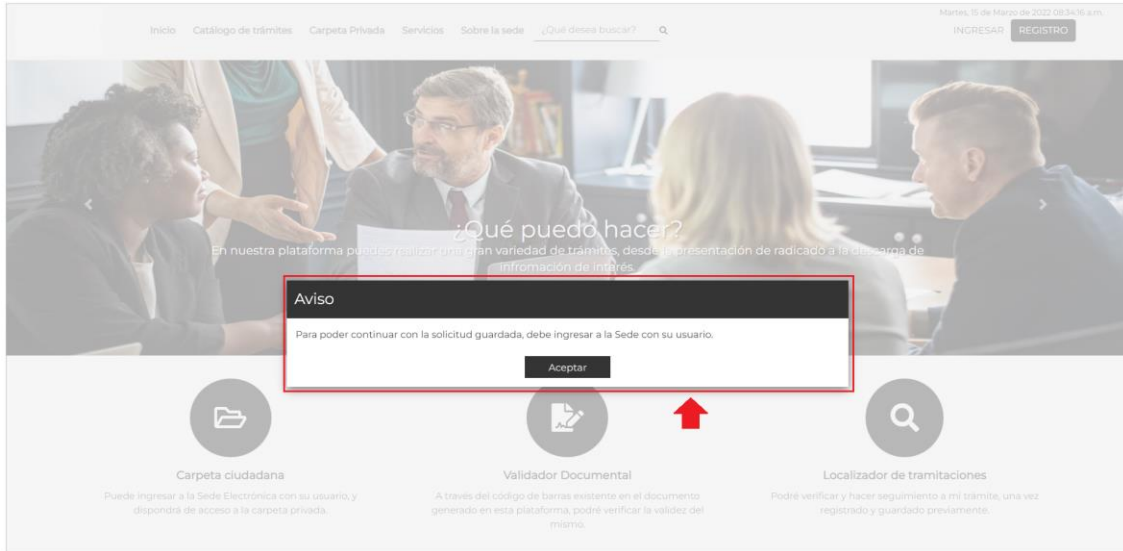 Martes, 15 de Marzo de 2022 08:34:16 a.m.
Inicio Catálogo de trámites Carpeta Privada Servicios Sobre la sede ¿Qué desea buscar? INGRESAR REGISTRO
¿Qué puedo hacer?
En nuestra plataforma puedes realizar una gran variedad de trámites, desde la presentación de radicado a la descarga de
infromación de interés.
Aviso
Para poder continuar con la solicitud guardada, debe ingresar a la Sede con su usuario.
Aceptar
Carpeta ciudadana Validador Documental Localizador de tramitaciones
Puede ingresar a la Sede Electrónica con su usuario, y
dispondrá de acceso a la carpeta privada.
A través del código de barras existente en el documento
generado en esta plataforma, podré verificar la validez del
mismo.
Podré verificar y hacer seguimiento a mi trámite, una vez
registrado y guardado previamente.